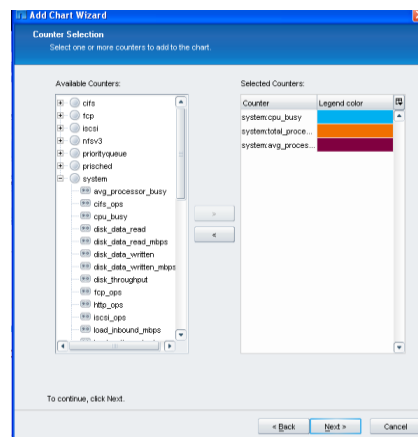 Add Chart Wizard
Counter Selection
Select one or more counters to add to the chart.
Available Counters:
cifs
fcp
iscsi
nfsv3
priorityqueue
prisched
system
avg_processor_busy
cifs_ops
cpu_busy
disk_data_read
disk_data_read_mbps
disk_data_written
disk_data_written_mbps
disk_throughput
fcp_ops
http_ops
iscsi_ops
load_inbound_mbps
>
<
Selected Counters:
Counter Legend color
system:cpu_busy
system:total_proce...
system:avg_proces...
To continue, click Next.
< Back Next > Cancel